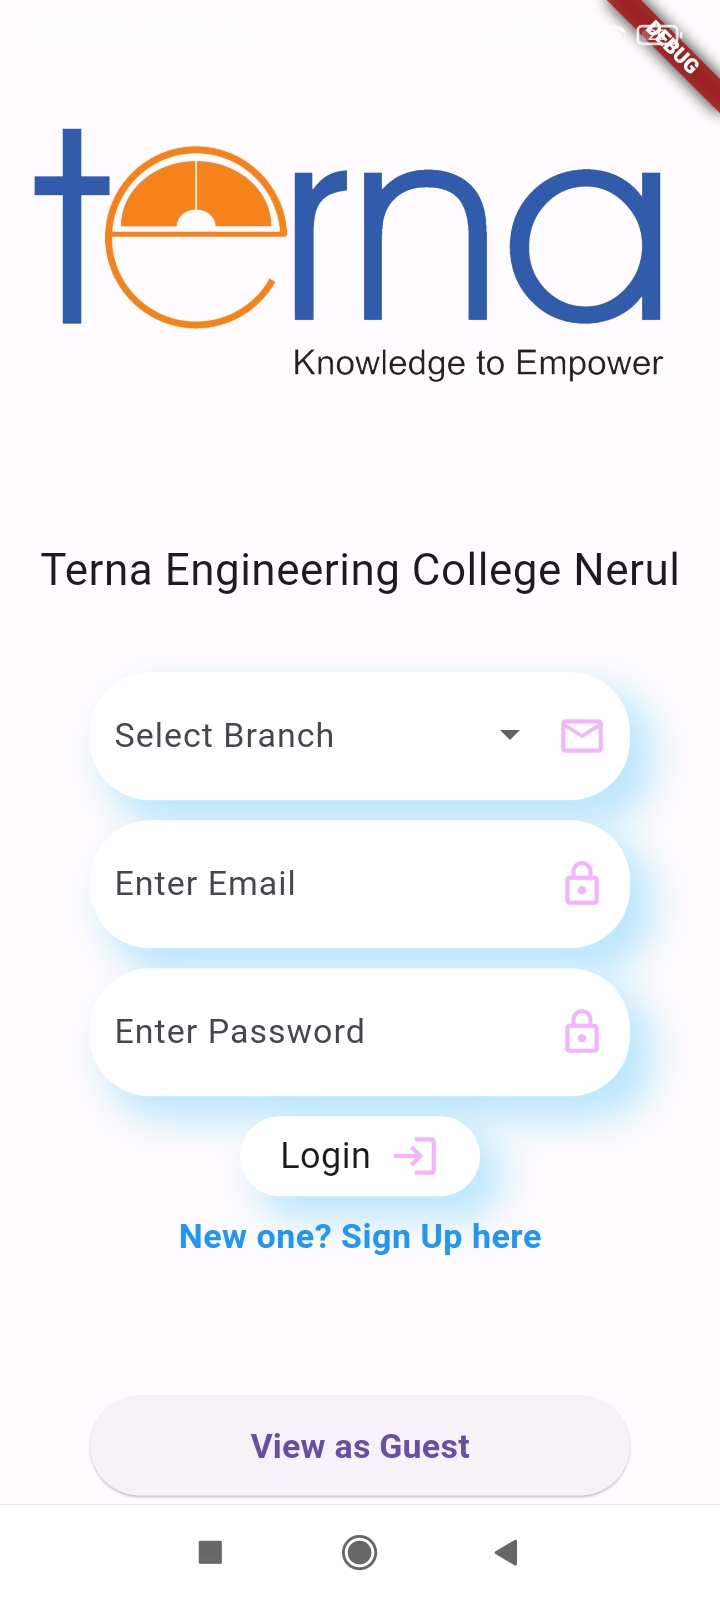 DEBUG
terna
Knowledge to Empower
Terna Engineering College Nerul
Select Branch
Enter Email
Enter Password
Login
New one? Sign Up here
View as Guest